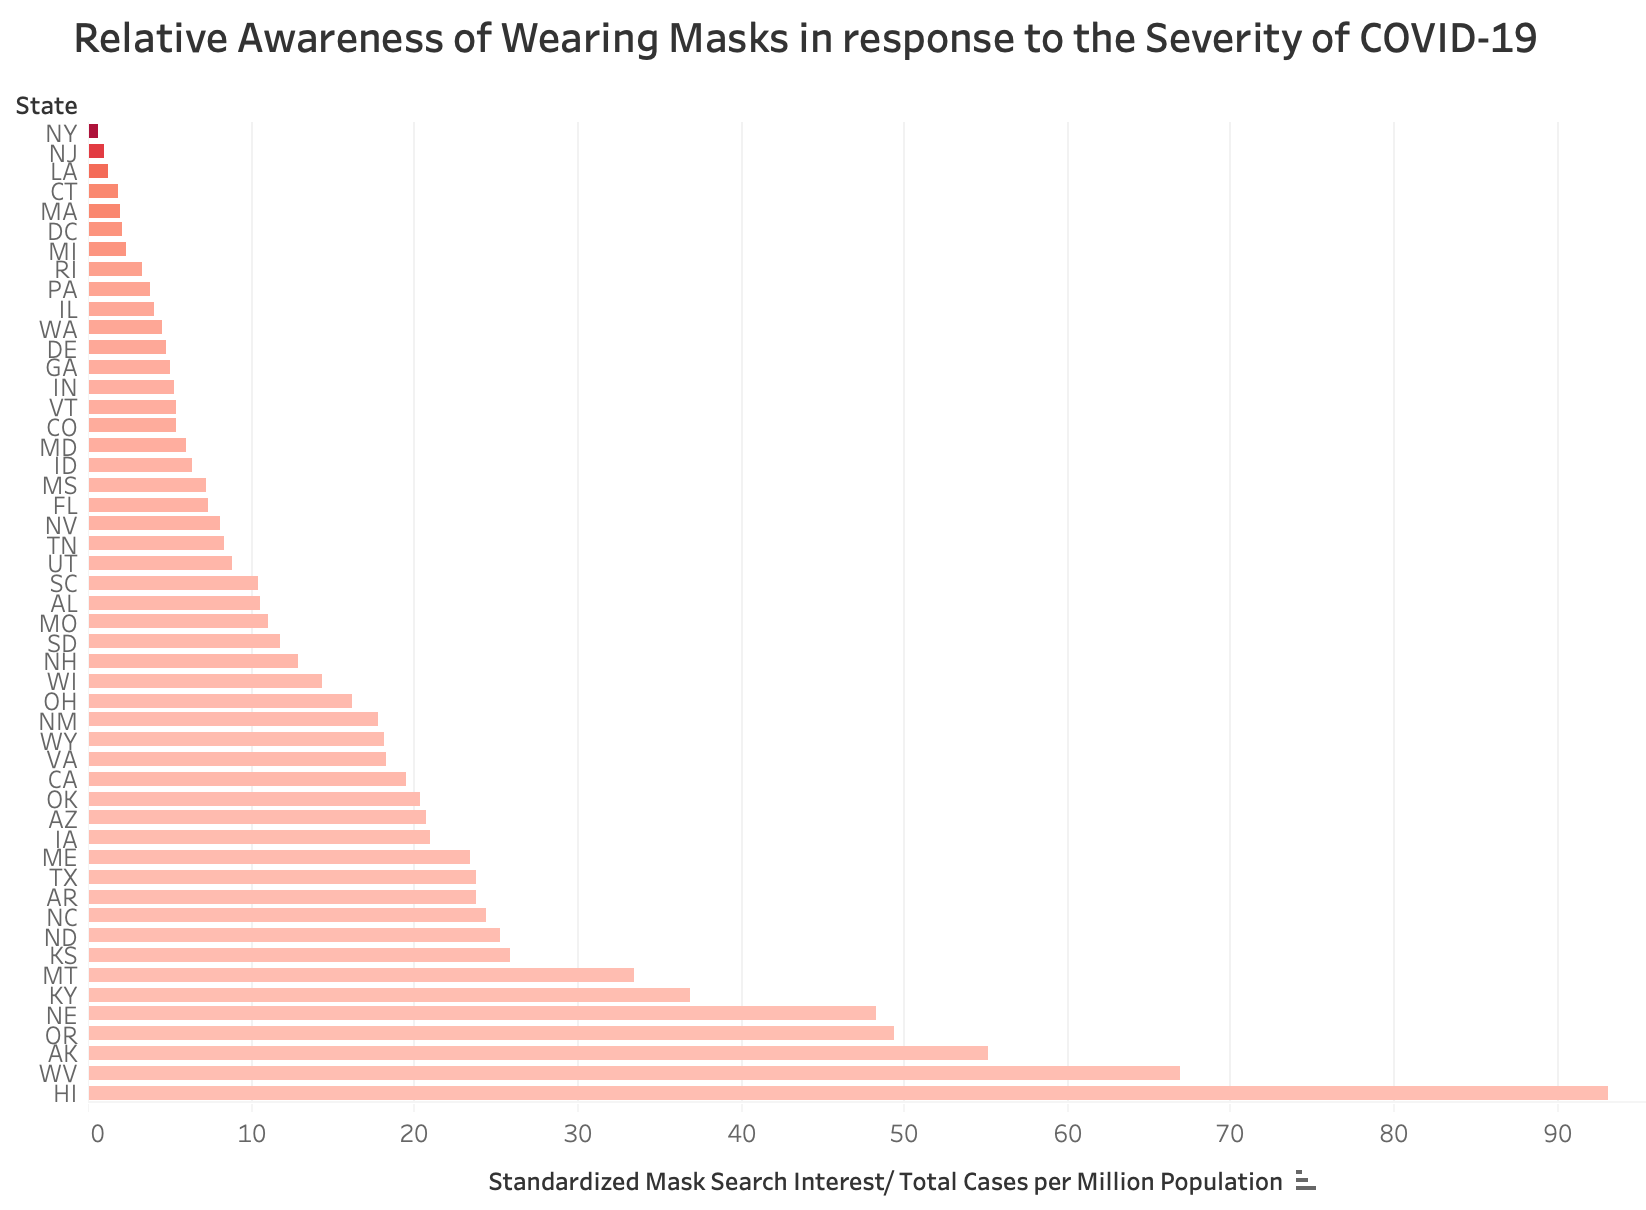 Relative Awareness of Wearing Masks in response to the Severity of COVID-19
State
NY
NJ
LA
CT
MA
DC
MI
RI
PA
IL
WA
DE
GA
IN
VT
CO
MD
ID
MS
FL
NV
TN
UT
SC
AL
MO
SD
NH
WI
OH
NM
WY
VA
CA
OK
AZ
IA
ME
TX
AR
NC
ND
KS
MT
KY
NE
OR
AK
WV
HI
0 10 20 30 40 50 60 70 80 90
Standardized Mask Search Interest/ Total Cases per Million Population